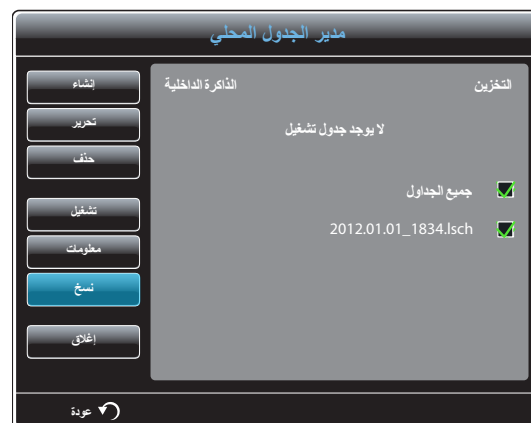 مدير الجدول المحلي
التخزين الذاكرة الداخلية
لا يوجد جدول تشغيل
جميع الجداول
2012.01.01_1834.lsch
إنشاء
تحرير
حذف
تشغيل
معلومات
نسخ
إغلاق
عودة